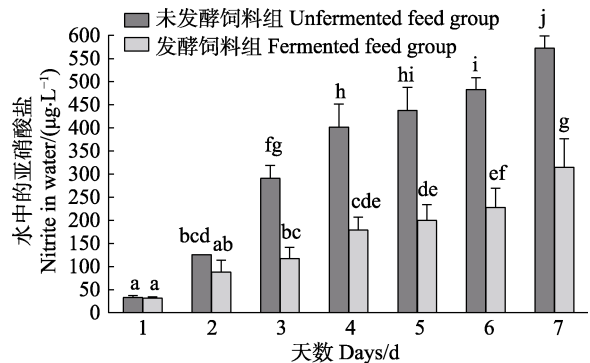 未发酵饲料组 Unfermented feed group
发酵饲料组 Fermented feed group
水中的亚硝酸盐
Nitrite in water/(μg·L⁻¹)
600
550
500
450
400
350
300
250
200
150
100
50
0
a a
bcd ab
fg bc
h cde
hi de
i ef
j g
1 2 3 4 5 6 7
天数 Days/d